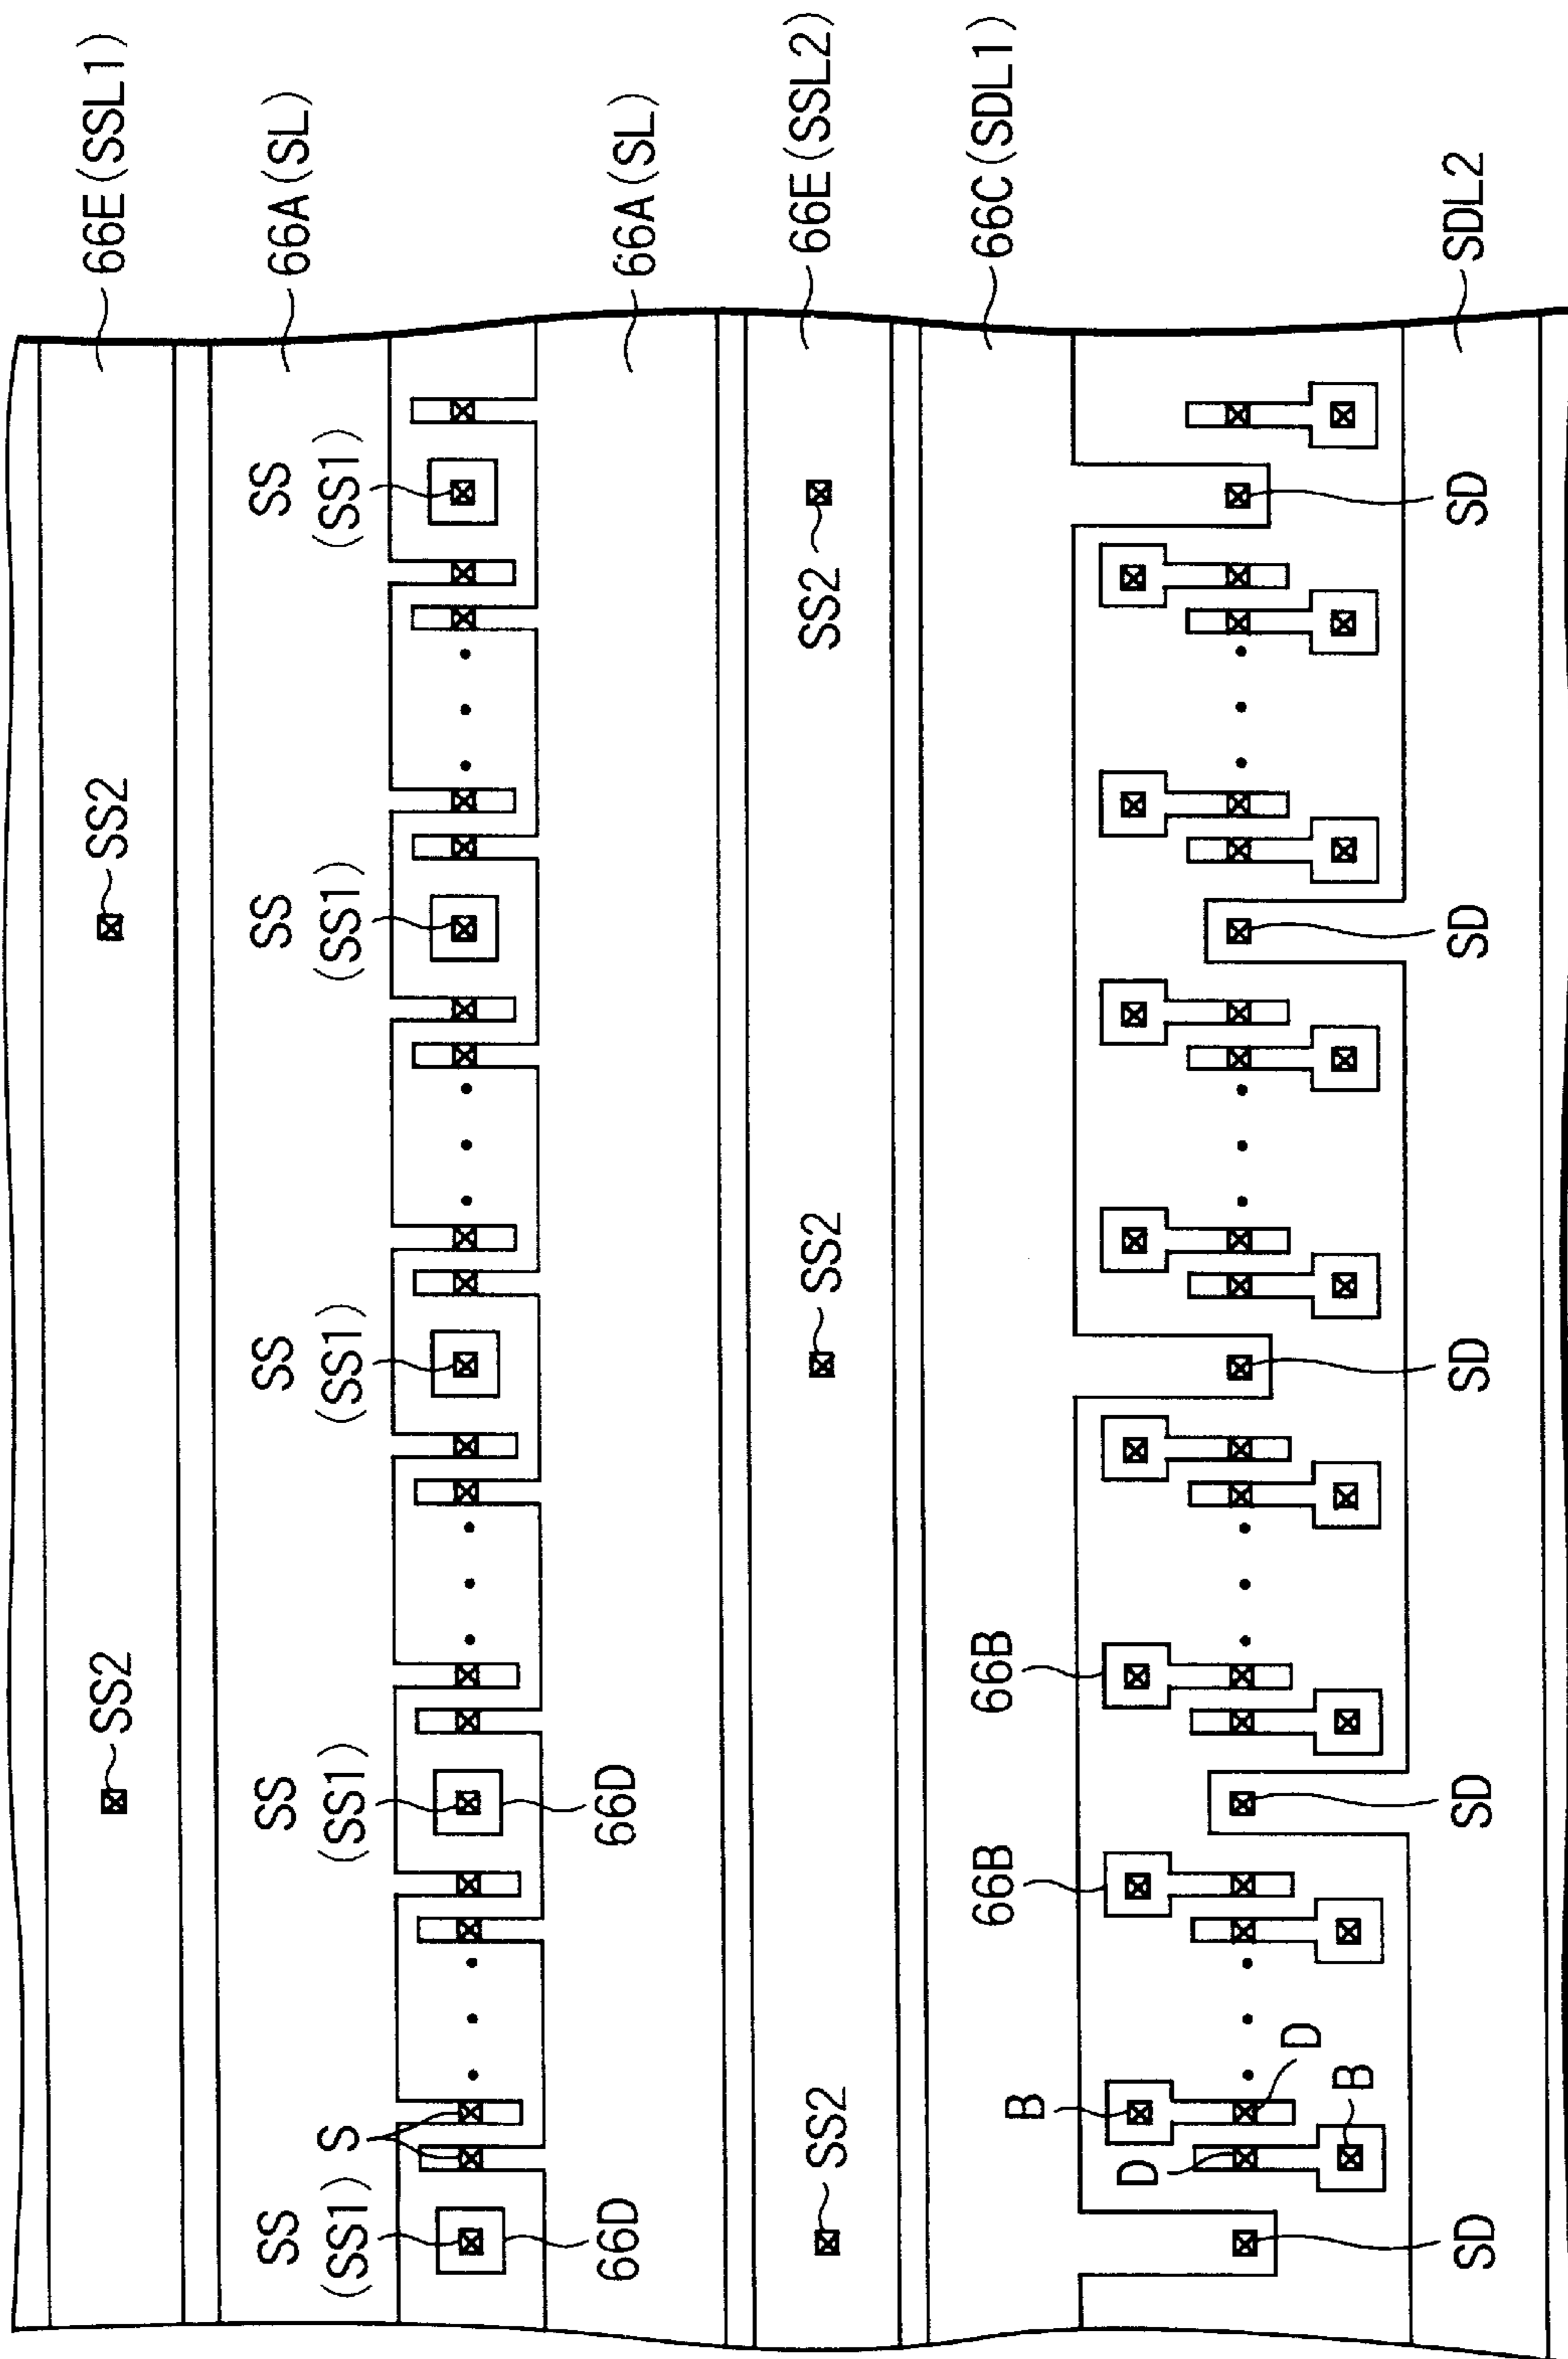 SS2
SS2
66E(SSL1)
SS
(SS1)
S
SS
(SS1)
SS
(SS1)
SS
(SS1)
SS
(SS1)
66A(SL)
66D
66D
66A(SL)
SS2
SS2
SS2
66E(SSL2)
B
66B
66B
66C(SDL1)
D
D
B
SD
SD
SD
SD
SD
SDL2